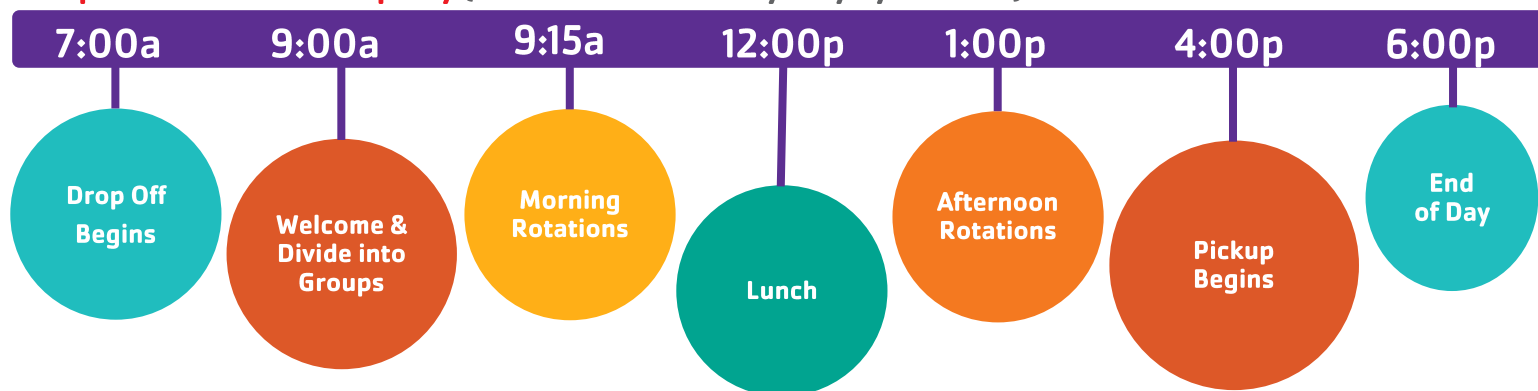 7:00a 9:00a 9:15a 12:00p 1:00p 4:00p 6:00p
Drop Off
Begins
Welcome &
Divide into
Groups
Morning
Rotations
Lunch
Afternoon
Rotations
Pickup
Begins
End
of Day